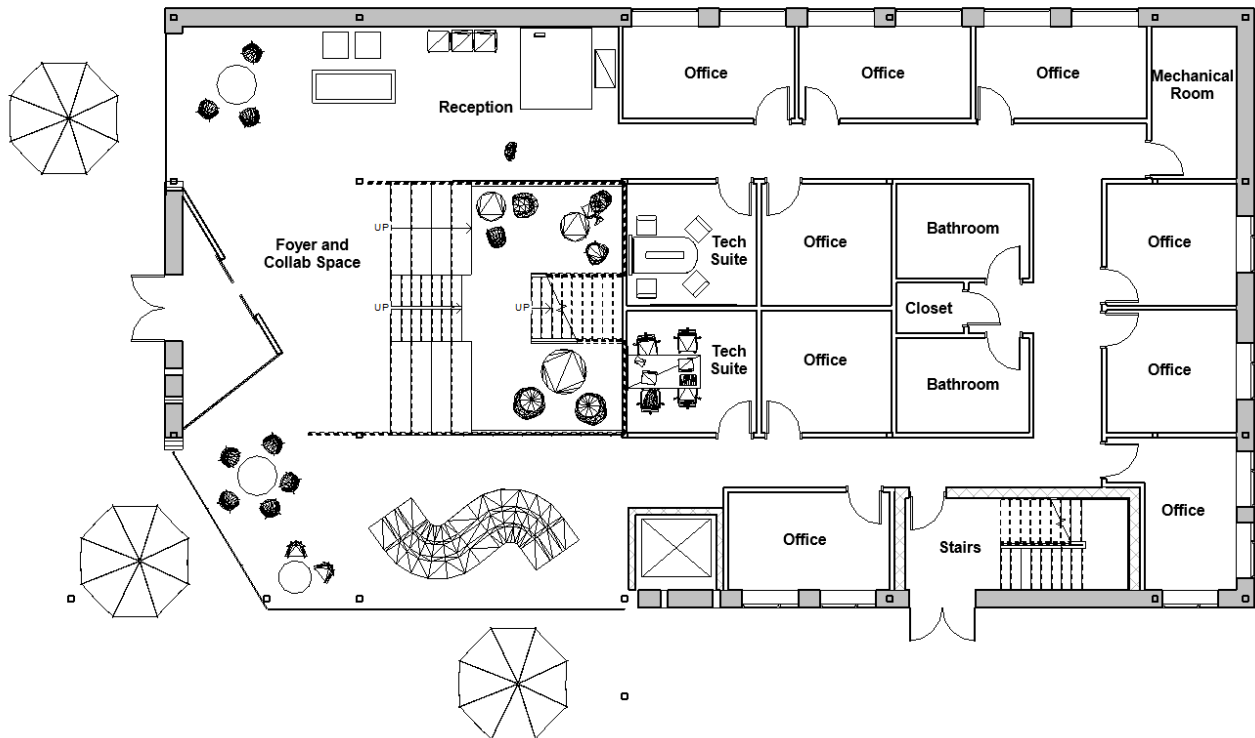 Office
Office
Office
Mechanical
Room
Reception
UP
Foyer and
Collab Space
Tech
Suite
Office
Bathroom
Office
UP
UP
Closet
Tech
Suite
Office
Bathroom
Office
Office
Stairs
Office